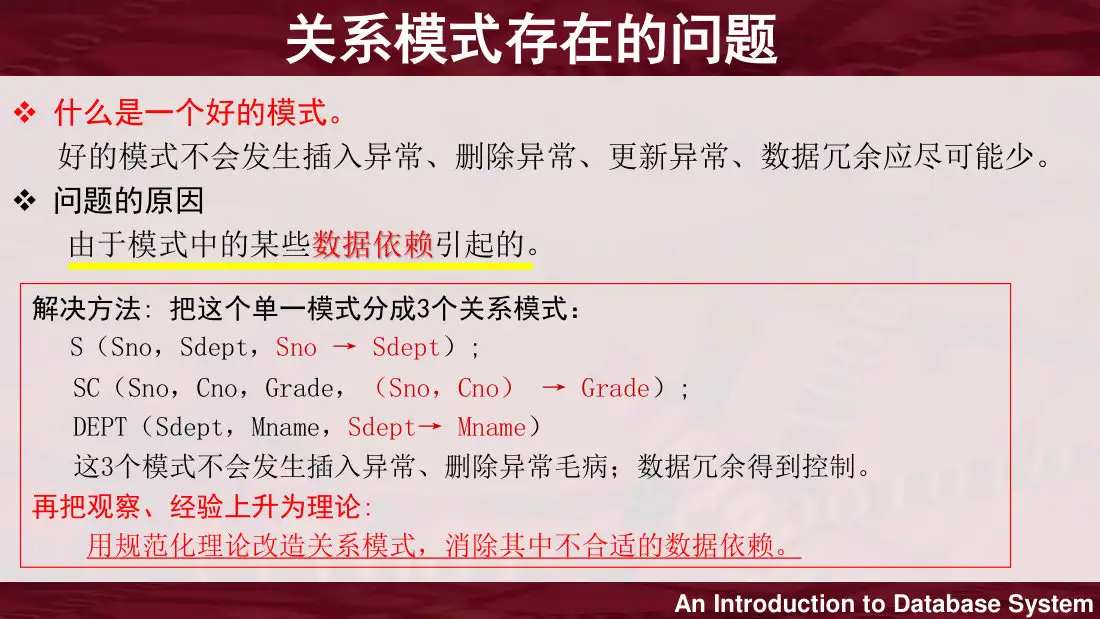 关系模式存在的问题
❖ 什么是一个好的模式。
好的模式不会发生插入异常、删除异常、更新异常、数据冗余应尽可能少。
❖ 问题的原因
由于模式中的某些数据依赖引起的。
解决方法：把这个单一模式分成3个关系模式：
S（Sno，Sdept，Sno → Sdept）;
SC（Sno，Cno，Grade，（Sno，Cno） → Grade）;
DEPT（Sdept，Mname，Sdept→ Mname）
这3个模式不会发生插入异常、删除异常毛病；数据冗余得到控制。
再把观察、经验上升为理论：
用规范化理论改造关系模式，消除其中不合适的数据依赖。
An Introduction to Database System